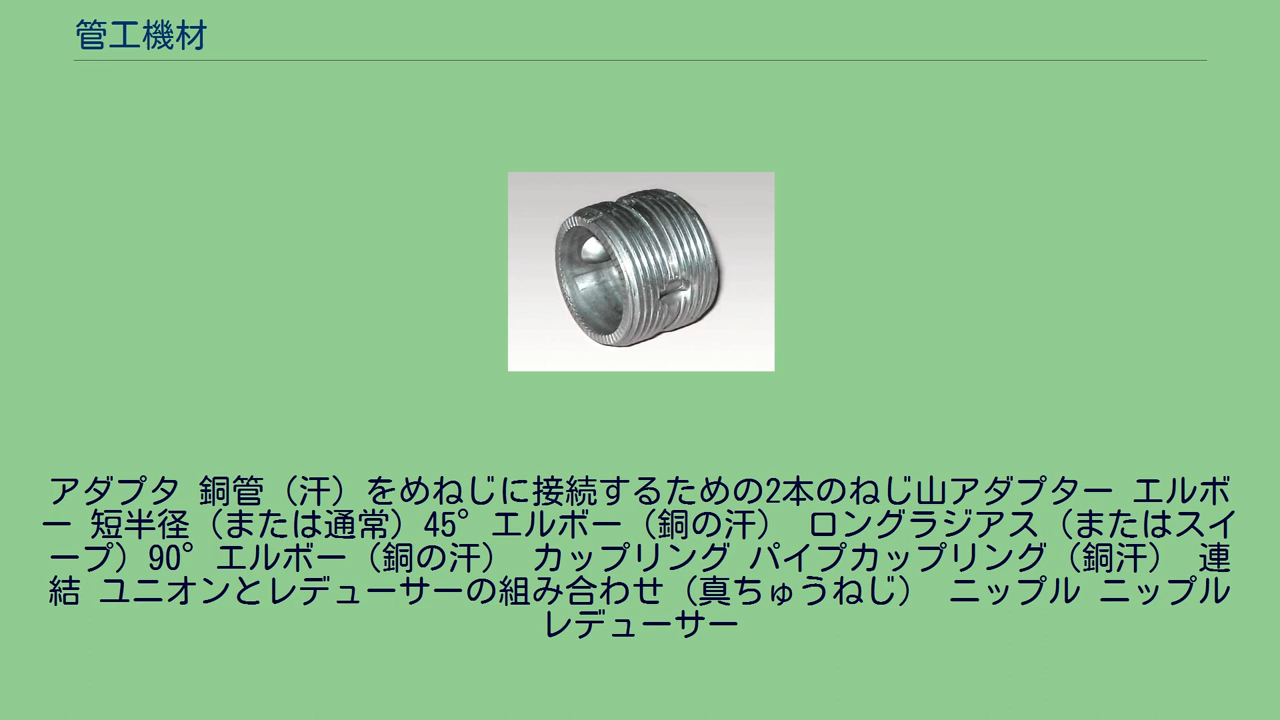 管工機材
アダプタ 銅管（汗）をめねじに接続するための2本のねじ山アダプター エルボ
ー 短半径（または通常）45°エルボー（銅の汗） ロングラジアス（またはスイ
ープ）90°エルボー（銅の汗） カップリング パイプカップリング（銅汗） 連
結 ユニオンとレデューサーの組み合わせ（真ちゅうねじ） ニップル ニップル
レデューサー